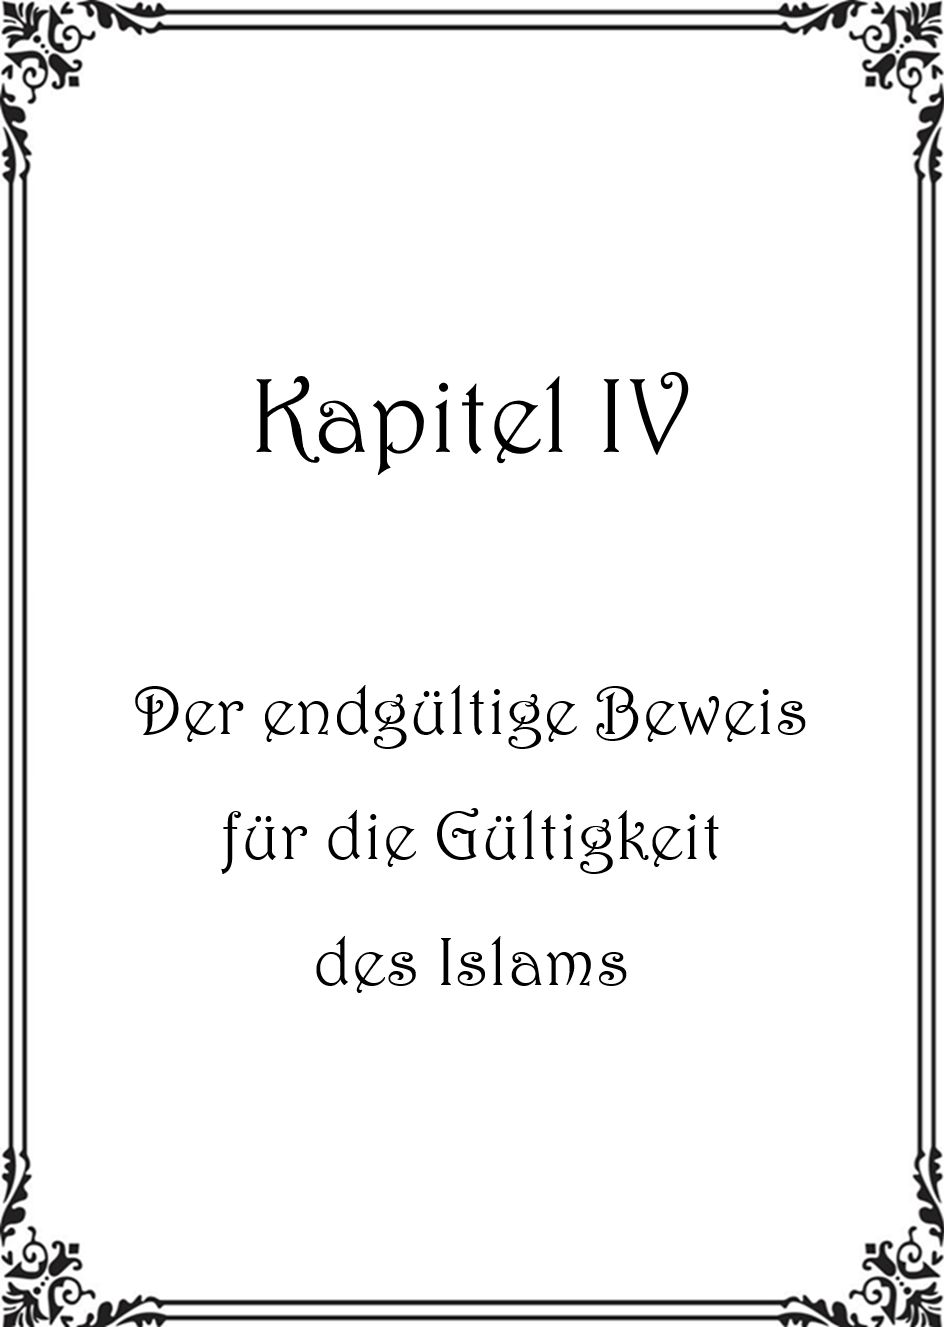 Kapitel IV
Der endgültige Beweis
für die Gültigkeit
des Islams